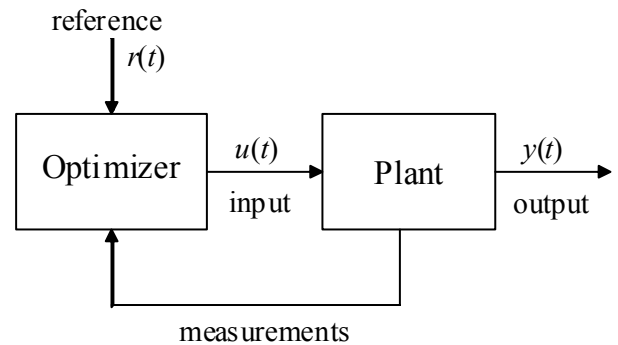 reference
r(t)
Optimizer
u(t)
input
Plant
y(t)
output
measurements